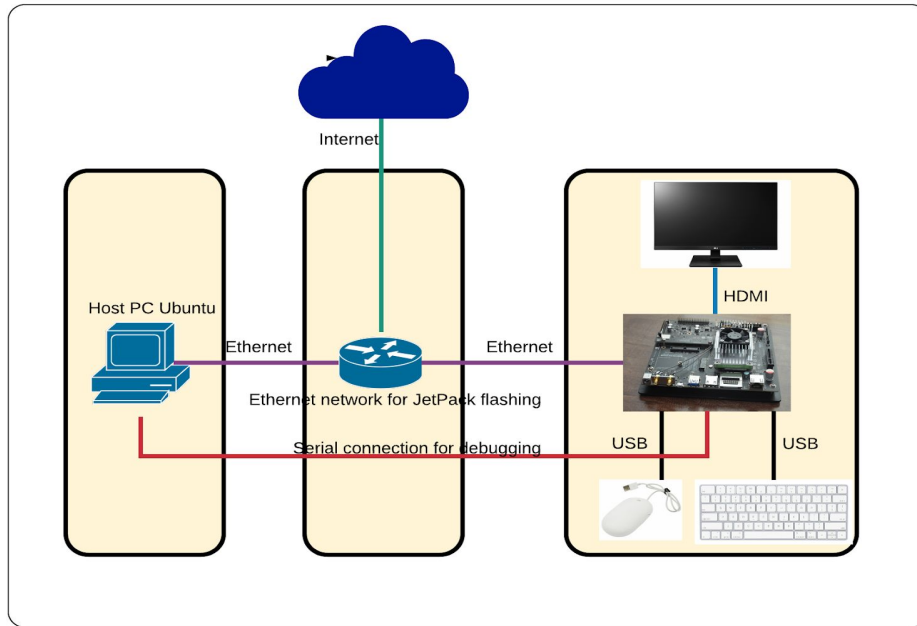 Internet
HDMI
Host PC Ubuntu
Ethernet
Ethernet
Ethernet network for JetPack flashing
Serial connection for debugging
USB
USB